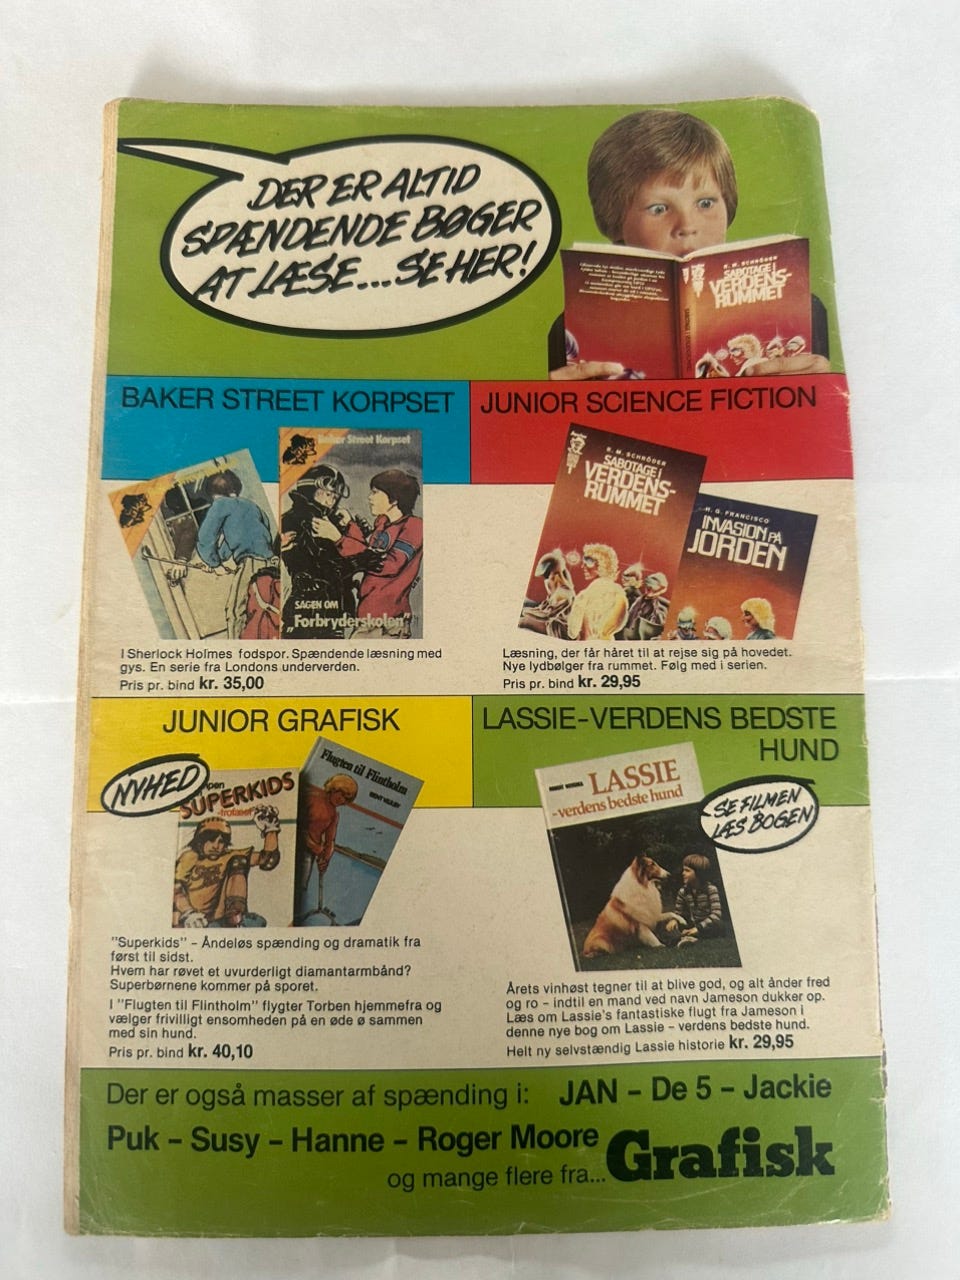 DER ER ALTID
SPÆNDENDE BØGER
AT LÆSE...SE HER!
R. M. SCHRÖDER
SABOTAGE I
VERDENS-
RUMMET
BAKER STREET KORPSET
JUNIOR SCIENCE FICTION
Baker Street Korpset
SAGEN OM
"Forbryderskolen"
R. M. SCHRÖDER
SABOTAGE I
VERDENS-
RUMMET
H. G. FRANCISCO
INVASION PÅ
JORDEN
I Sherlock Holmes fodspor. Spændende læsning med
gys. En serie fra Londons underverden.
Pris pr. bind kr. 35,00
Læsning, der får håret til at rejse sig på hovedet.
Nye lydbølger fra rummet. Følg med i serien.
Pris pr. bind kr. 29,95
JUNIOR GRAFISK
LASSIE-VERDENS BEDSTE
HUND
NYHED
SUPERKIDS
Flugten til Flintholm
LASSIE
-verdens bedste hund
SE FILMEN
LÆS BOGEN
"Superkids" - Åndeløs spænding og dramatik fra
først til sidst.
Hvem har røvet et uvurderligt diamantarmbånd?
Superbørnene kommer på sporet.
I "Flugten til Flintholm" flygter Torben hjemmefra og
vælger frivilligt ensomheden på en øde ø sammen
med sin hund.
Pris pr. bind kr. 40,10
Årets vinhøst tegner til at blive god, og alt ånder fred
og ro - indtil en mand ved navn Jameson dukker op.
Læs om Lassie's fantastiske flugt fra Jameson i
denne nye bog om Lassie - verdens bedste hund.
Helt ny selvstændig Lassie historie kr. 29,95
Der er også masser af spænding i: JAN - De 5 - Jackie
Puk - Susy - Hanne - Roger Moore
og mange flere fra... Grafisk